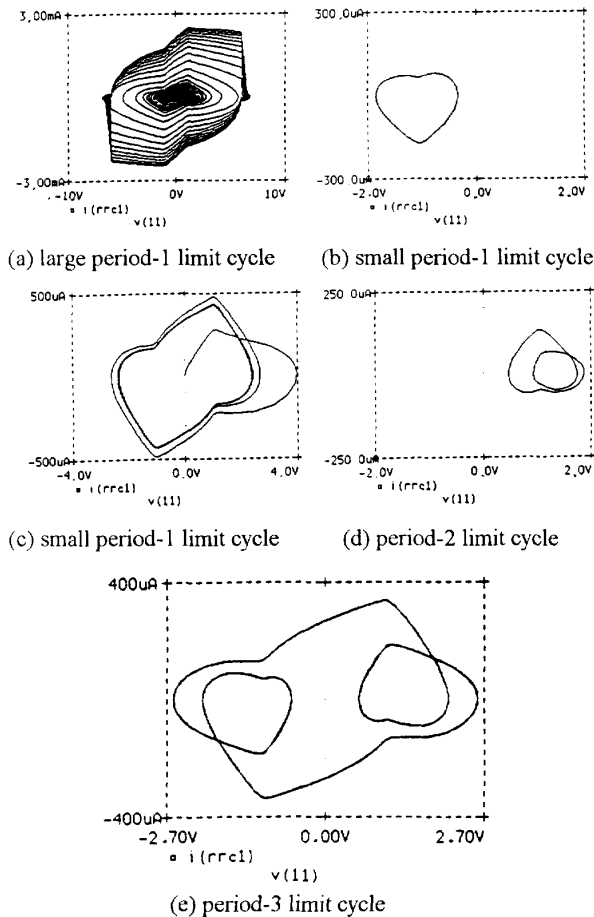 3.00mA
-3.00mA
-10V 0V 10V
¤ i(rrc1)
v(11)
(a) large period-1 limit cycle
300.0uA
-300.0uA
-2.0V 0.0V 2.0V
¤ i(rrc1)
v(11)
(b) small period-1 limit cycle
500uA
-500uA
-4.0V 0.0V 4.0V
¤ i(rrc1)
v(11)
(c) small period-1 limit cycle
250 0uA
-250 0uA
-2.0V 0.0V 2.0V
¤ i(rrc1)
v(11)
(d) period-2 limit cycle
400uA
-400uA
-2.70V 0.00V 2.70V
¤ i(rrc1)
v(11)
(e) period-3 limit cycle